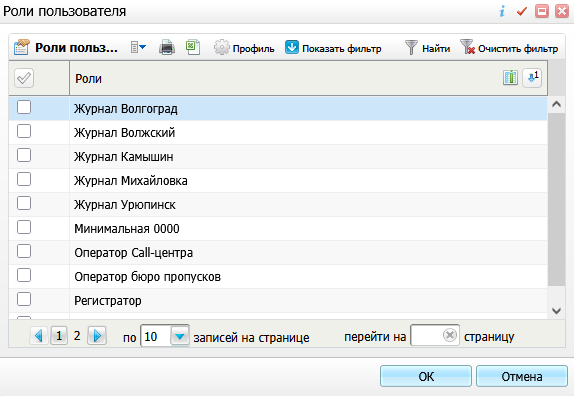 Роли пользователя
Роли польз... Профиль Показать фильтр Найти Очистить фильтр
Роли 1
Журнал Волгоград
Журнал Волжский
Журнал Камышин
Журнал Михайловка
Журнал Урюпинск
Минимальная 0000
Оператор Call-центра
Оператор бюро пропусков
Регистратор
1 2 по 10 записей на странице перейти на страницу
ОК Отмена